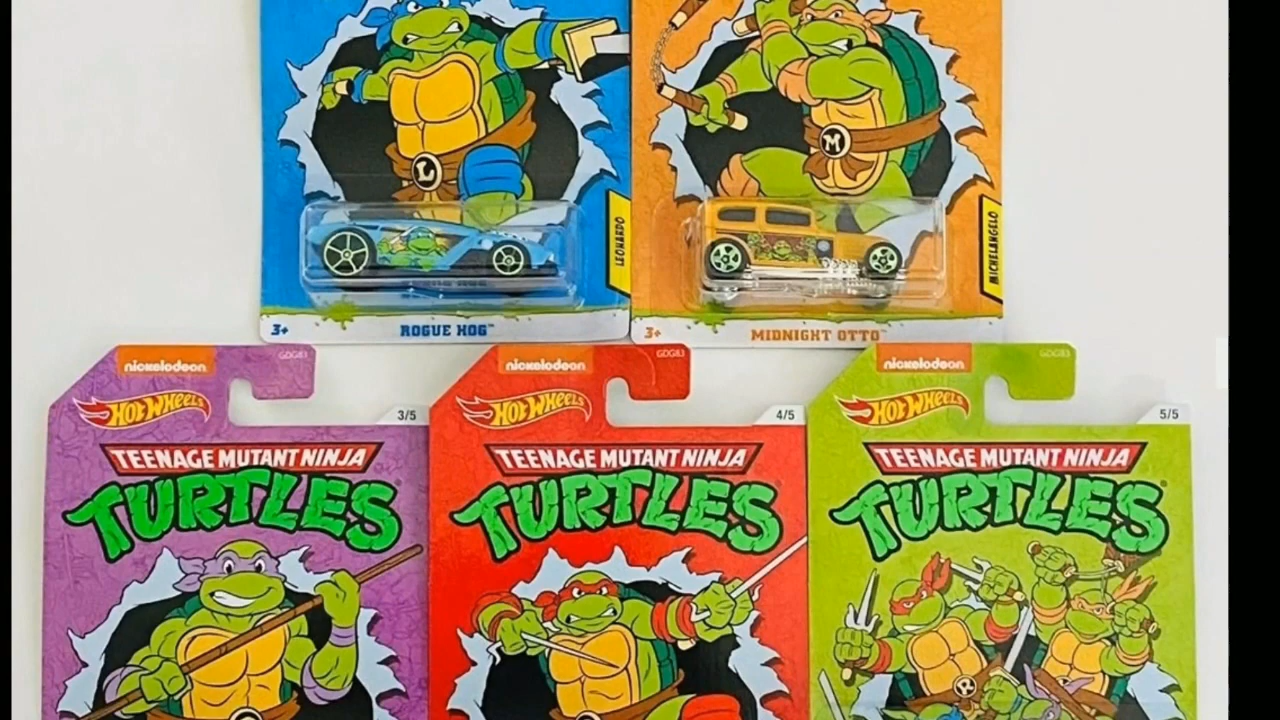 L
M
LEONARDO
MICHELANGELO
3+
ROGUE HOG™
3+
MIDNIGHT OTTO™
nickelodeon
GDG83
nickelodeon
GDG83
nickelodeon
GDG83
HOT WHEELS
3/5
HOT WHEELS
4/5
HOT WHEELS
5/5
TEENAGE MUTANT NINJA
TURTLES
TEENAGE MUTANT NINJA
TURTLES
TEENAGE MUTANT NINJA
TURTLES
R